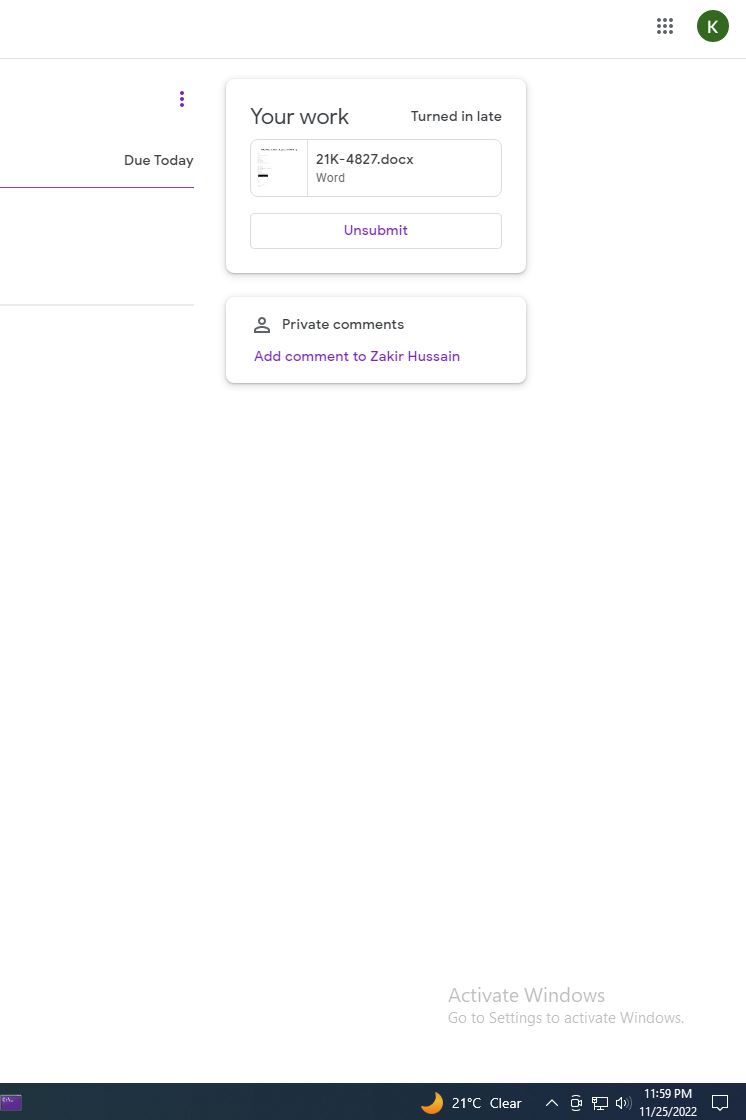 K
Due Today
Your work
Turned in late
21K-4827.docx
Word
Unsubmit
Private comments
Add comment to Zakir Hussain
Activate Windows
Go to Settings to activate Windows.
21°C Clear
11:59 PM
11/25/2022